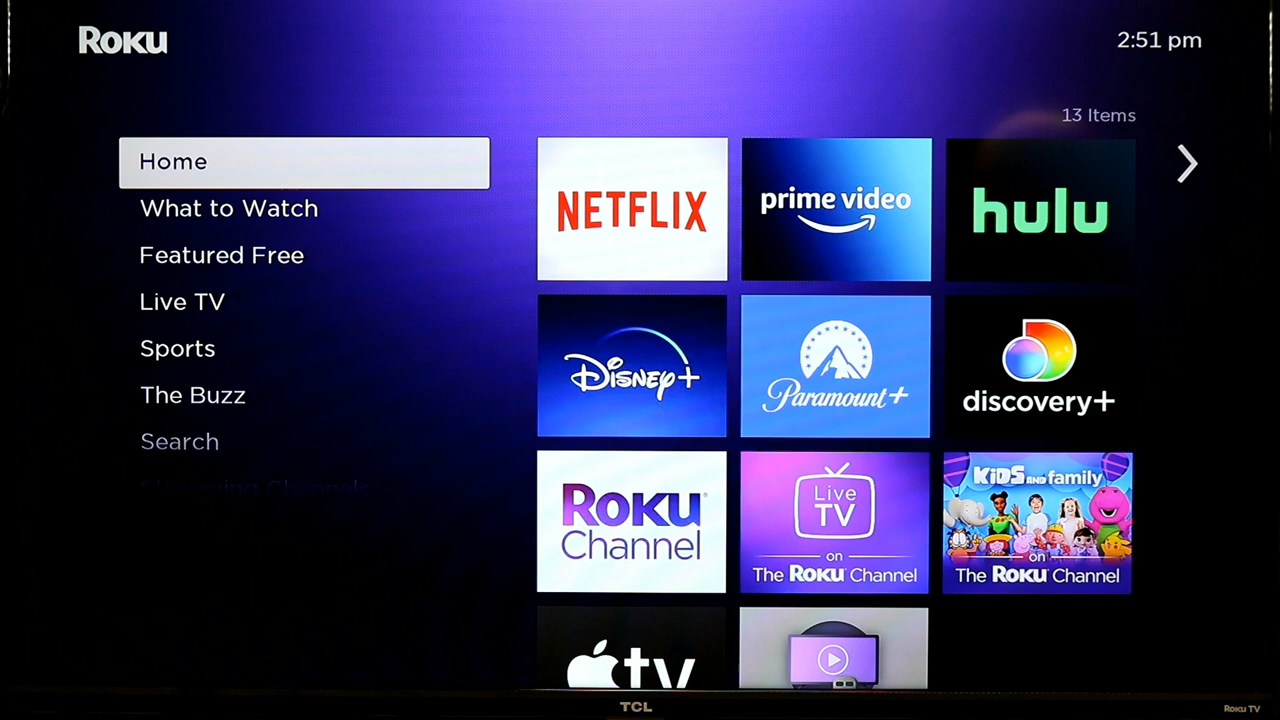 Roku
2:51 pm
13 Items
Home
What to Watch
Featured Free
Live TV
Sports
The Buzz
Search
Streaming Channels
NETFLIX
prime video
hulu
Disney+
Paramount+
discovery+
Roku
Channel
Live
TV
on
The Roku Channel
KiDS AND family
on
The Roku Channel
tv
TCL
Roku TV